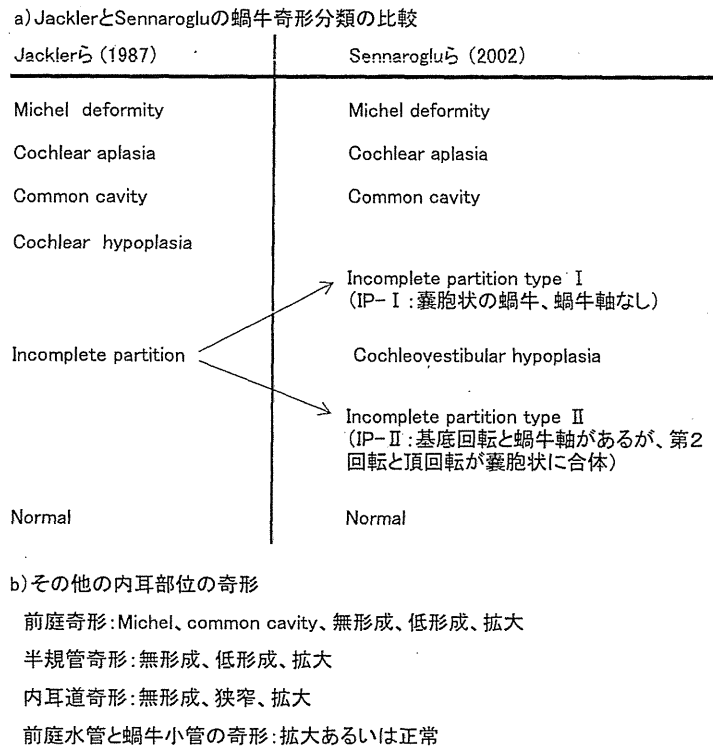 a)JacklerとSennarogluの蝸牛奇形分類の比較
Jacklerら (1987)
Sennarogluら (2002)
Michel deformity
Michel deformity
Cochlear aplasia
Cochlear aplasia
Common cavity
Common cavity
Cochlear hypoplasia
Incomplete partition type Ⅰ
(IP-Ⅰ:嚢胞状の蝸牛、蝸牛軸なし)
Incomplete partition
Cochleovestibular hypoplasia
Incomplete partition type Ⅱ
(IP-Ⅱ:基底回転と蝸牛軸があるが、第2
回転と頂回転が嚢胞状に合体)
Normal
Normal
b)その他の内耳部位の奇形
前庭奇形:Michel、common cavity、無形成、低形成、拡大
半規管奇形:無形成、低形成、拡大
内耳道奇形:無形成、狭窄、拡大
前庭水管と蝸牛小管の奇形:拡大あるいは正常